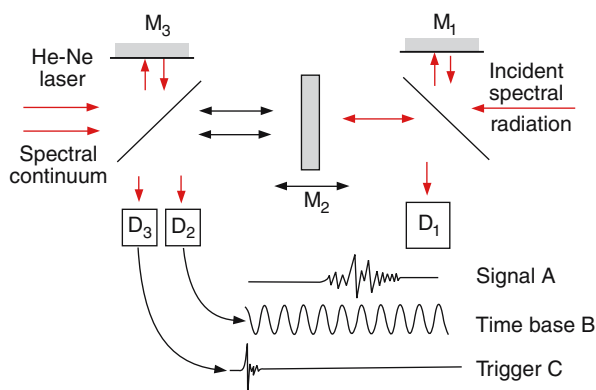 M3
M1
He-Ne
laser
Incident
spectral
radiation
Spectral
continuum
M2
D3
D2
D1
Signal A
Time base B
Trigger C